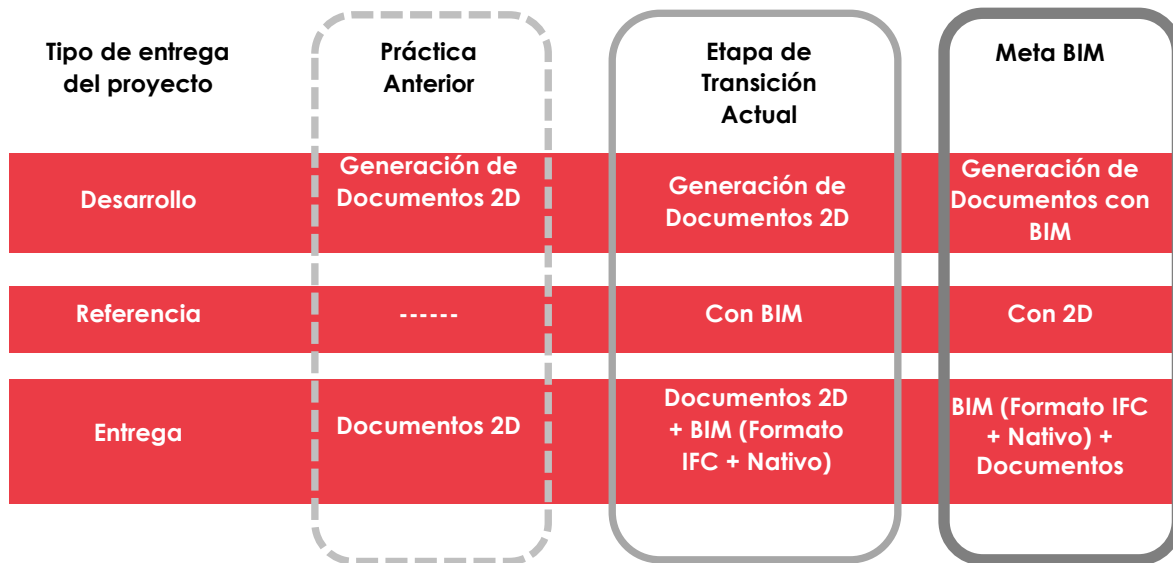 Tipo de entrega
del proyecto
Práctica
Anterior
Etapa de
Transición
Actual
Meta BIM
Desarrollo
Generación de
Documentos 2D
Generación de
Documentos 2D
Generación de
Documentos con
BIM
Referencia
------
Con BIM
Con 2D
Entrega
Documentos 2D
Documentos 2D
+ BIM (Formato
IFC + Nativo)
BIM (Formato IFC
+ Nativo) +
Documentos